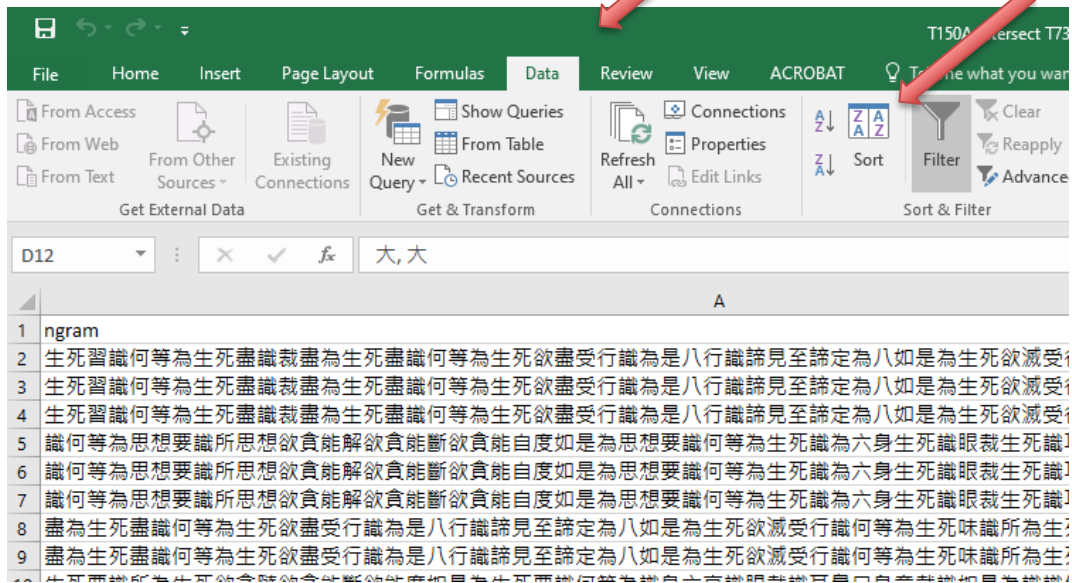 T150A T73
File Home Insert Page Layout Formulas Data Review View ACROBAT what you wan
From Access
From Web
From Text
From Other Sources
Existing Connections
Get External Data
New Query
Show Queries
From Table
Recent Sources
Get & Transform
Refresh All
Connections
Properties
Edit Links
Connections
Sort
Filter
Clear
Reapply
Advance
Sort & Filter
D12 fx 大, 大
A
1 ngram
2 生死習識何等為生死盡識裁盡為生死盡識何等為生死欲盡受行識為是八行識諦見至諦定為八如是為生死欲滅受
3 生死習識何等為生死盡識裁盡為生死盡識何等為生死欲盡受行識為是八行識諦見至諦定為八如是為生死欲滅受
4 生死習識何等為生死盡識裁盡為生死盡識何等為生死欲盡受行識為是八行識諦見至諦定為八如是為生死欲滅受
5 識何等為思想要識所思想欲貪能解欲貪能斷欲貪能自度如是為思想要識何等為生死識為六身生死識眼裁生死識
6 識何等為思想要識所思想欲貪能解欲貪能斷欲貪能自度如是為思想要識何等為生死識為六身生死識眼裁生死識
7 識何等為思想要識所思想欲貪能解欲貪能斷欲貪能自度如是為思想要識何等為生死識為六身生死識眼裁生死識
8 盡為生死盡識何等為生死欲盡受行識為是八行識諦見至諦定為八如是為生死欲滅受行識何等為生死味識所為生
9 盡為生死盡識何等為生死欲盡受行識為是八行識諦見至諦定為八如是為生死欲滅受行識何等為生死味識所為生